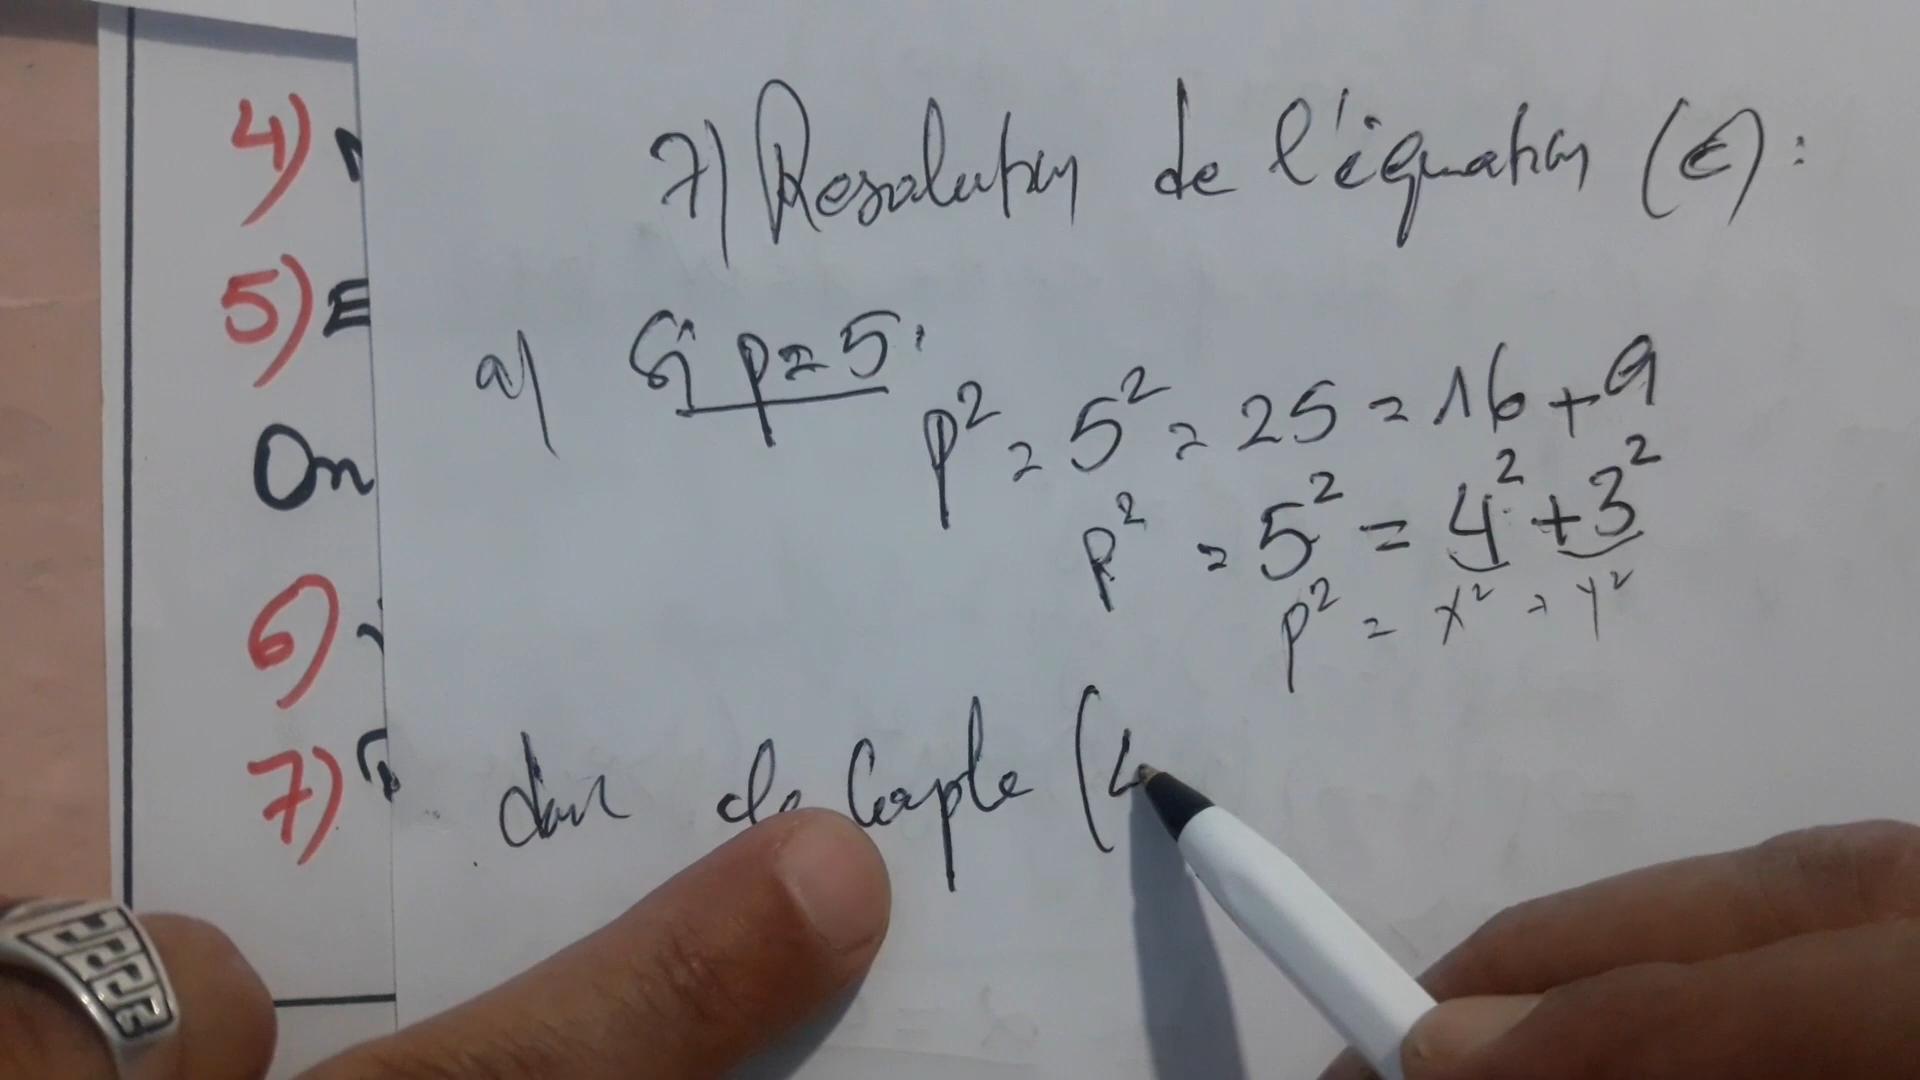 4)
5) E
On
6)
7)
7) Resolution de l'équation (E) :
a) Si p = 5 :
p² = 5² = 25 = 16 + 9
p² = 5² = 4² + 3²
p² = x² + y²
donc le Couple (4